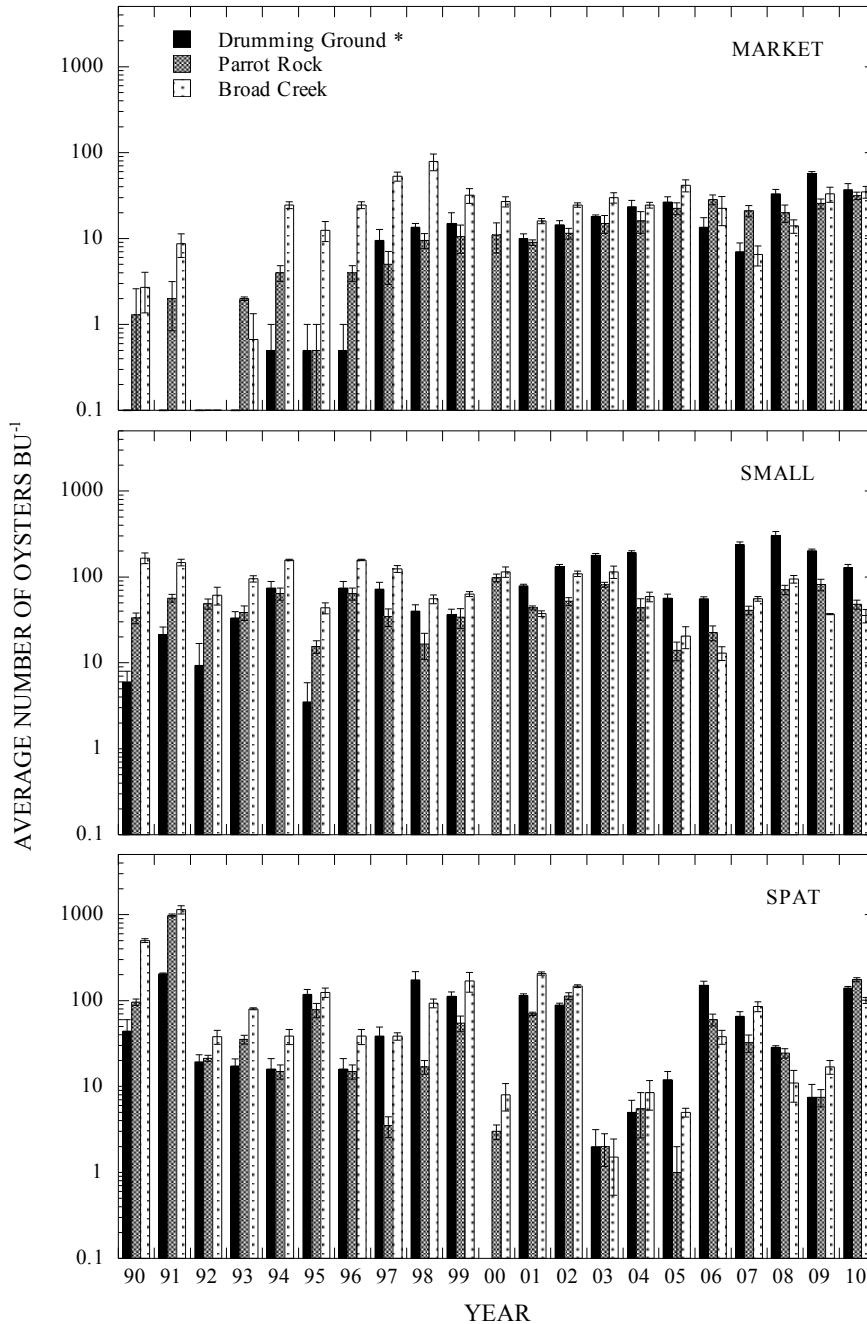 Drumming Ground *
Parrot Rock
Broad Creek
MARKET
1000
100
10
1
0.1
SMALL
1000
100
10
1
0.1
AVERAGE NUMBER OF OYSTERS BU-1
SPAT
1000
100
10
1
0.1
90 91 92 93 94 95 96 97 98 99 00 01 02 03 04 05 06 07 08 09 10
YEAR